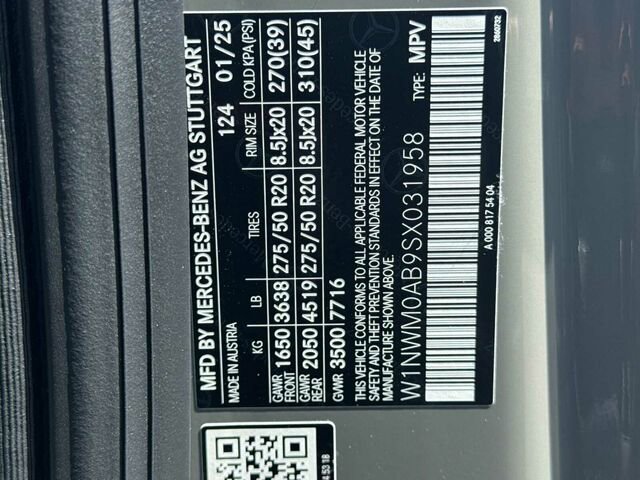 MFD BY MERCEDES-BENZ AG STUTTGART
MADE IN AUSTRIA 124 01/25
KG LB TIRES RIM SIZE COLD KPA(PSI)
GAWR FRONT 1650 3638 275/50 R20 8.5Jx20 270(39)
GAWR REAR 2050 4519 275/50 R20 8.5Jx20 310(45)
GVWR 3500 7716
THIS VEHICLE CONFORMS TO ALL APPLICABLE FEDERAL MOTOR VEHICLE
SAFETY AND THEFT PREVENTION STANDARDS IN EFFECT ON THE DATE OF
MANUFACTURE SHOWN ABOVE.
W1NWM0AB9SX031958 TYPE: MPV
A 000 817 54 04 2860732